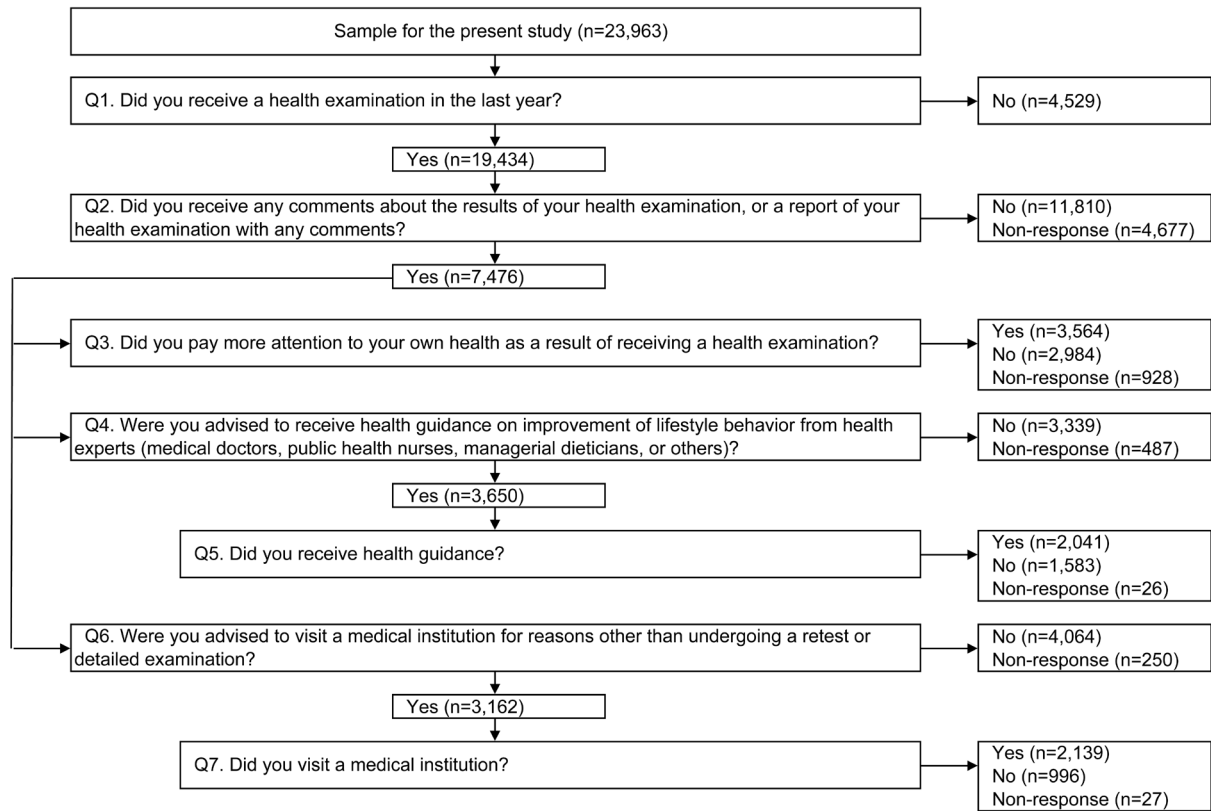 Sample for the present study (n=23,963)
Q1. Did you receive a health examination in the last year?
No (n=4,529)
Yes (n=19,434)
Q2. Did you receive any comments about the results of your health examination, or a report of your
health examination with any comments?
No (n=11,810)
Non-response (n=4,677)
Yes (n=7,476)
Q3. Did you pay more attention to your own health as a result of receiving a health examination?
Yes (n=3,564)
No (n=2,984)
Non-response (n=928)
Q4. Were you advised to receive health guidance on improvement of lifestyle behavior from health
experts (medical doctors, public health nurses, managerial dieticians, or others)?
No (n=3,339)
Non-response (n=487)
Yes (n=3,650)
Q5. Did you receive health guidance?
Yes (n=2,041)
No (n=1,583)
Non-response (n=26)
Q6. Were you advised to visit a medical institution for reasons other than undergoing a retest or
detailed examination?
No (n=4,064)
Non-response (n=250)
Yes (n=3,162)
Q7. Did you visit a medical institution?
Yes (n=2,139)
No (n=996)
Non-response (n=27)